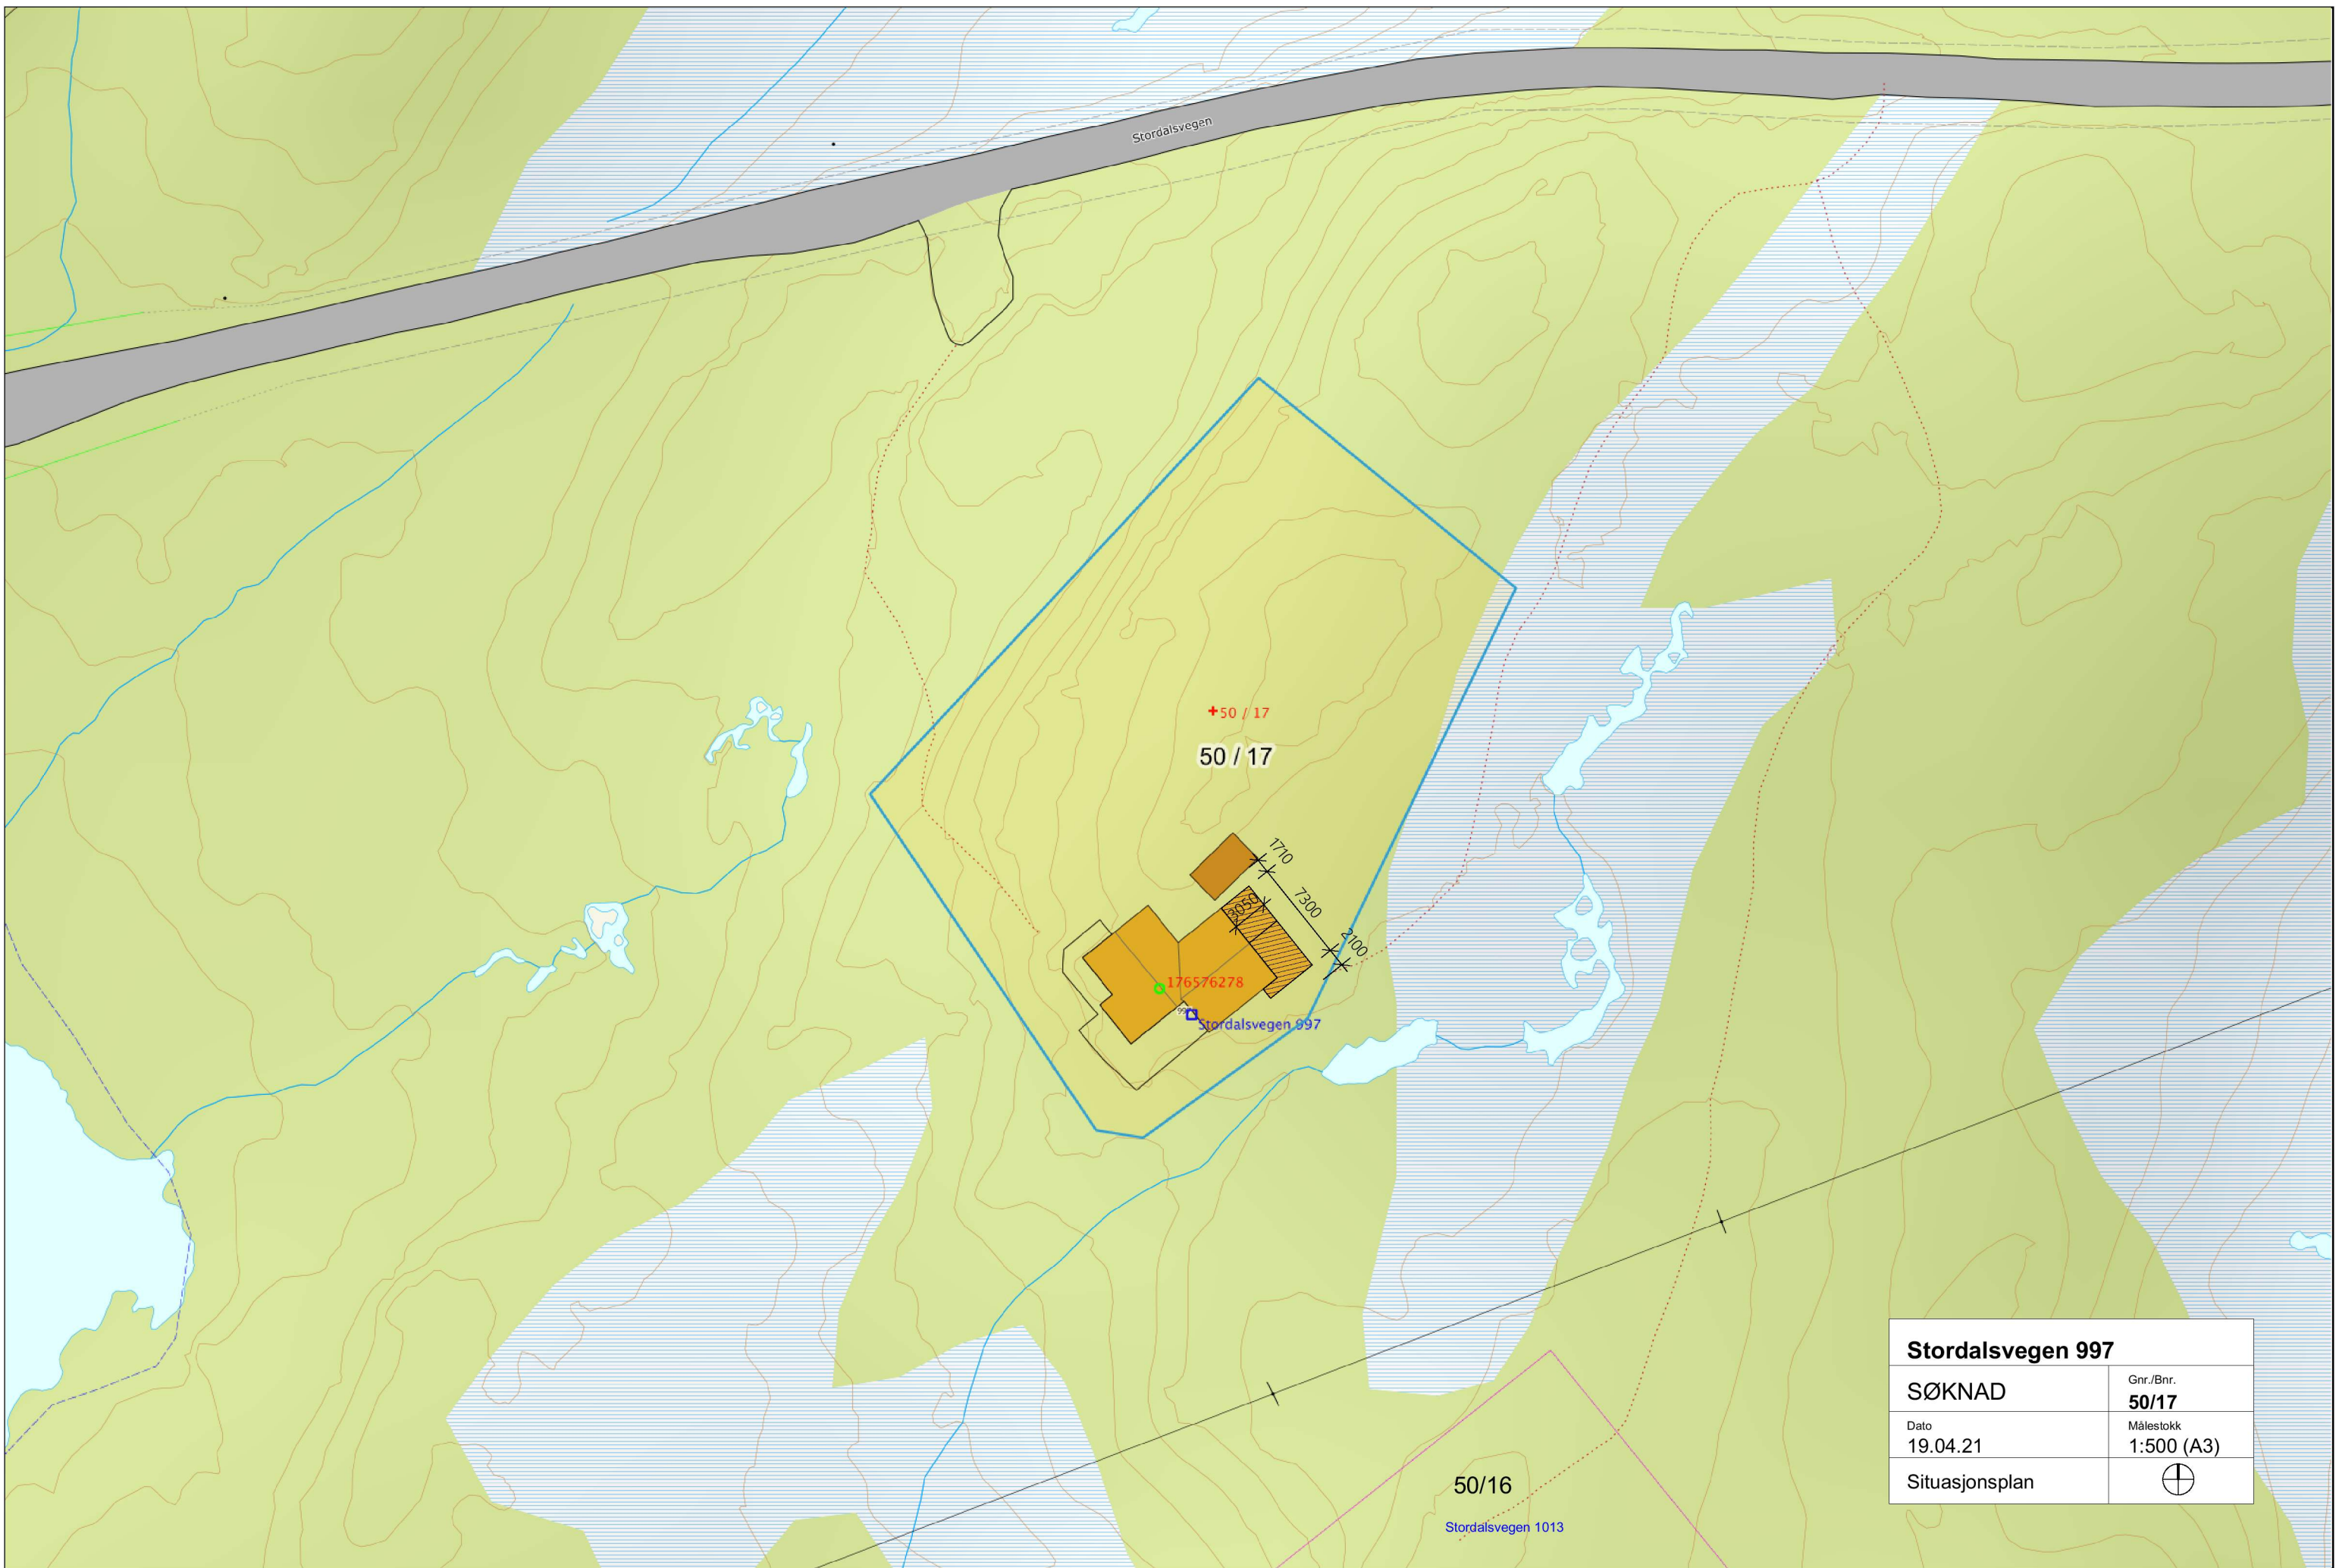 Stordalsvegen
50 / 17
50 / 17
1710
7300
3050
2100
176576278
997
Stordalsvegen 997
50/16
Stordalsvegen 1013
Stordalsvegen 997
SØKNAD
Gnr./Bnr.
50/17
Dato
19.04.21
Målestokk
1:500 (A3)
Situasjonsplan